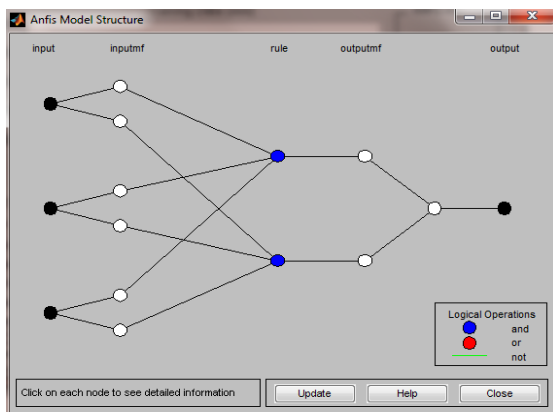 Anfis Model Structure
input inputmf rule outputmf output
Logical Operations
and
or
not
Click on each node to see detailed information
Update Help Close